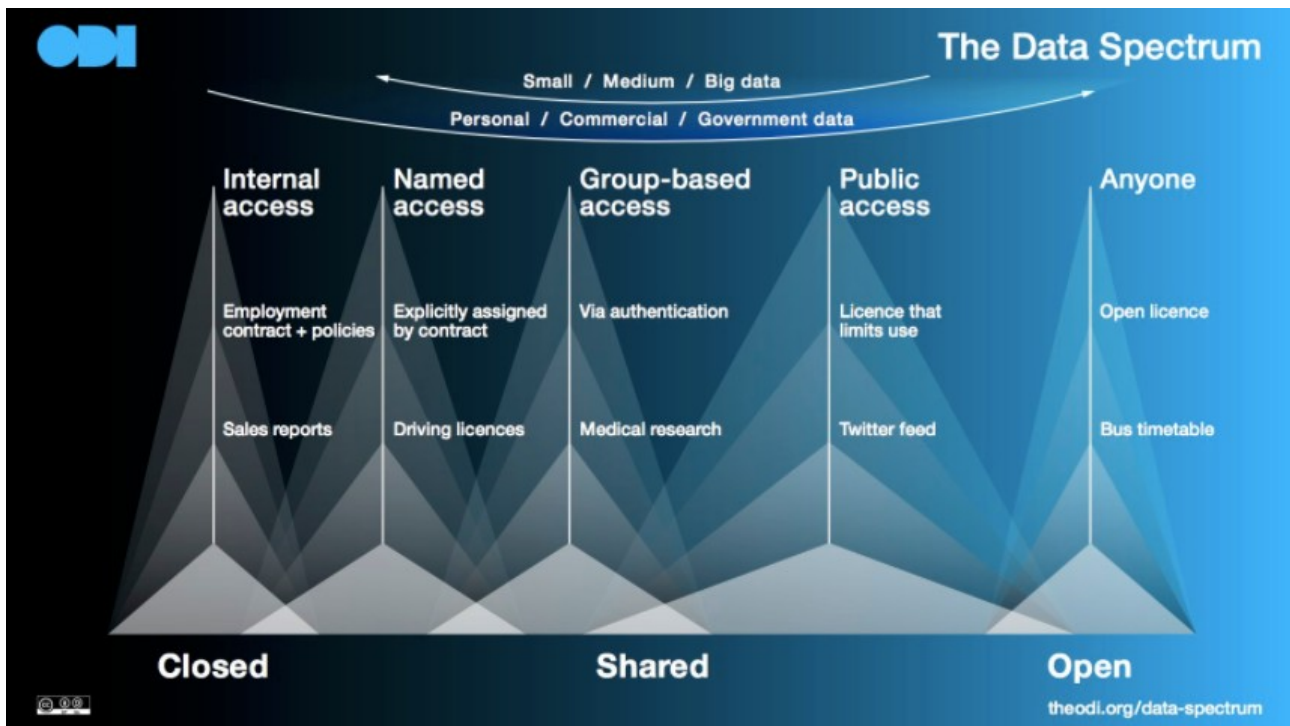 ODI
The Data Spectrum
Small / Medium / Big data
Personal / Commercial / Government data
Internal
access
Named
access
Group-based
access
Public
access
Anyone
Employment
contract + policies
Explicitly assigned
by contract
Via authentication
Licence that
limits use
Open licence
Sales reports
Driving licences
Medical research
Twitter feed
Bus timetable
Closed
Shared
Open
cc
theodi.org/data-spectrum